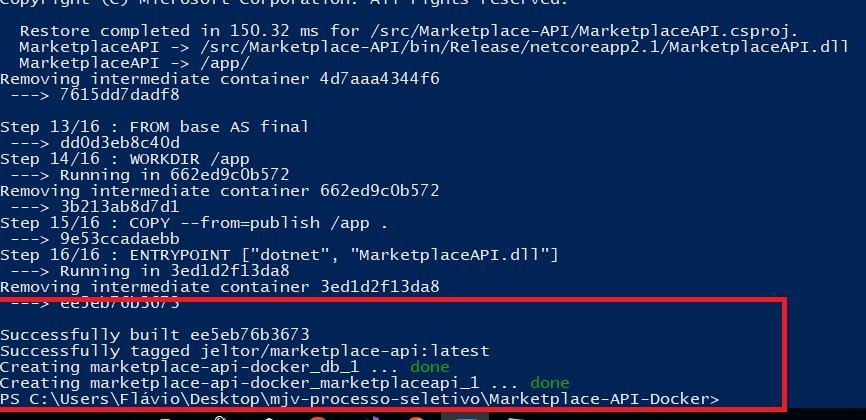 Copyright (C) Microsoft Corporation. All rights reserved.
Restore completed in 150.32 ms for /src/Marketplace-API/MarketplaceAPI.csproj.
MarketplaceAPI -> /src/Marketplace-API/bin/Release/netcoreapp2.1/MarketplaceAPI.dll
MarketplaceAPI -> /app/
Removing intermediate container 4d7aaa4344f6
---> 7615dd7dadf8
Step 13/16 : FROM base AS final
---> dd0d3eb8c40d
Step 14/16 : WORKDIR /app
---> Running in 662ed9c0b572
Removing intermediate container 662ed9c0b572
---> 3b213ab8d7d1
Step 15/16 : COPY --from=publish /app .
---> 9e53ccadaebb
Step 16/16 : ENTRYPOINT ["dotnet", "MarketplaceAPI.dll"]
---> Running in 3ed1d2f13da8
Removing intermediate container 3ed1d2f13da8
---> ee5eb76b3673
Successfully built ee5eb76b3673
Successfully tagged jeltor/marketplace-api:latest
Creating marketplace-api-docker_db_1 ... done
Creating marketplace-api-docker_marketplaceapi_1 ... done
PS C:\Users\Flávio\Desktop\mjv-processo-seletivo\Marketplace-API-Docker>